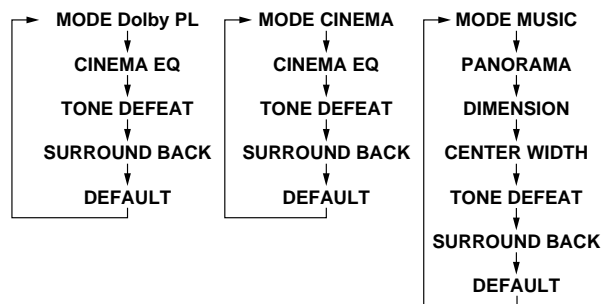 MODE Dolby PL
CINEMA EQ
TONE DEFEAT
SURROUND BACK
DEFAULT
MODE CINEMA
CINEMA EQ
TONE DEFEAT
SURROUND BACK
DEFAULT
MODE MUSIC
PANORAMA
DIMENSION
CENTER WIDTH
TONE DEFEAT
SURROUND BACK
DEFAULT